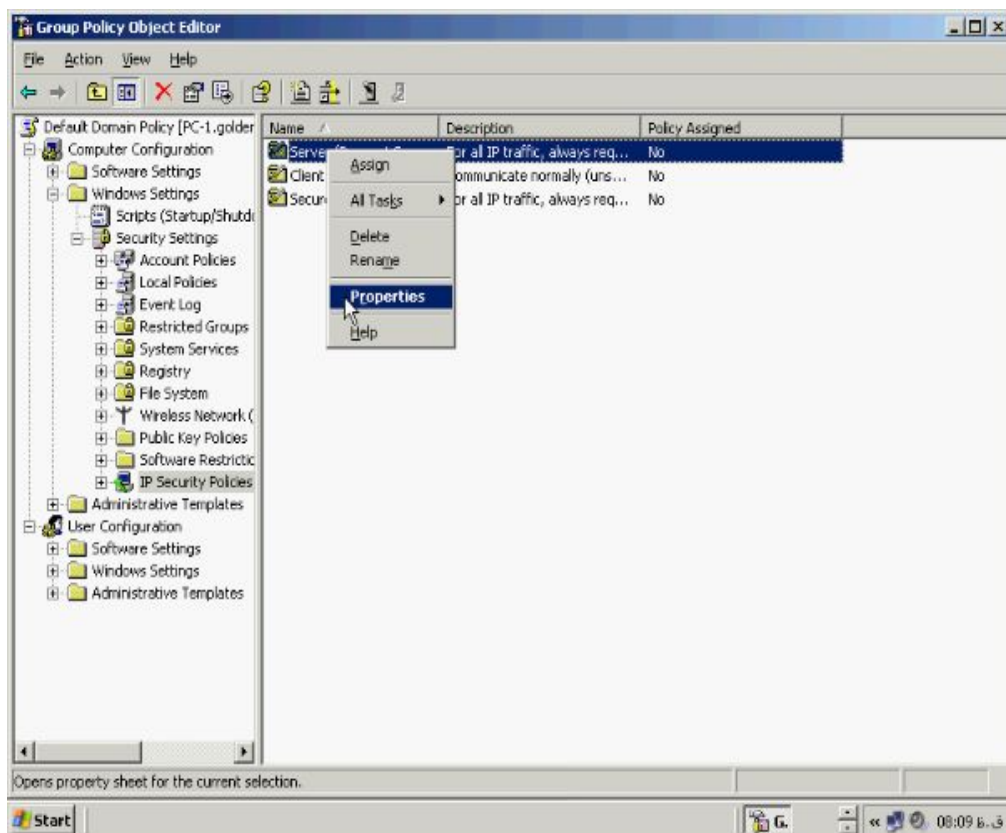 Group Policy Object Editor
File Action View Help
Default Domain Policy [PC-1.golder
Computer Configuration
Software Settings
Windows Settings
Scripts (Startup/Shutd
Security Settings
Account Policies
Local Policies
Event Log
Restricted Groups
System Services
Registry
File System
Wireless Network (
Public Key Policies
Software Restrictic
IP Security Policies
Administrative Templates
User Configuration
Software Settings
Windows Settings
Administrative Templates
Name Description Policy Assigned
Server For all IP traffic, always req... No
Client ommunicate normally (uns... No
Secur or all IP traffic, always req... No
Assign
All Tasks
Delete
Rename
Properties
Help
Opens property sheet for the current selection.
Start G. « 08:09